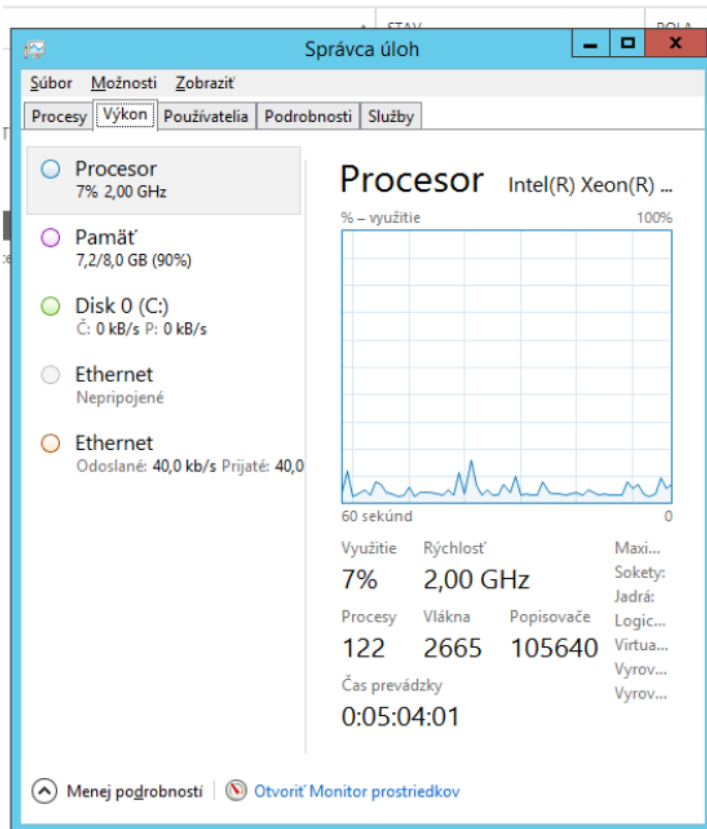 Správca úloh
Súbor Možnosti Zobraziť
Procesy Výkon Používatelia Podrobnosti Služby
Procesor
7% 2,00 GHz
Pamäť
7,2/8,0 GB (90%)
Disk 0 (C:)
Č: 0 kB/s P: 0 kB/s
Ethernet
Nepripojené
Ethernet
Odoslané: 40,0 kb/s Prijaté: 40,0
Procesor Intel(R) Xeon(R) ...
% – využitie 100%
60 sekúnd 0
Využitie Rýchlosť
7% 2,00 GHz
Procesy Vlákna Popisovače
122 2665 105640
Čas prevádzky
0:05:04:01
Maxi...
Sokety:
Jadrá:
Logic...
Virtua...
Vyrov...
Vyrov...
Menej podrobností Otvoriť Monitor prostriedkov